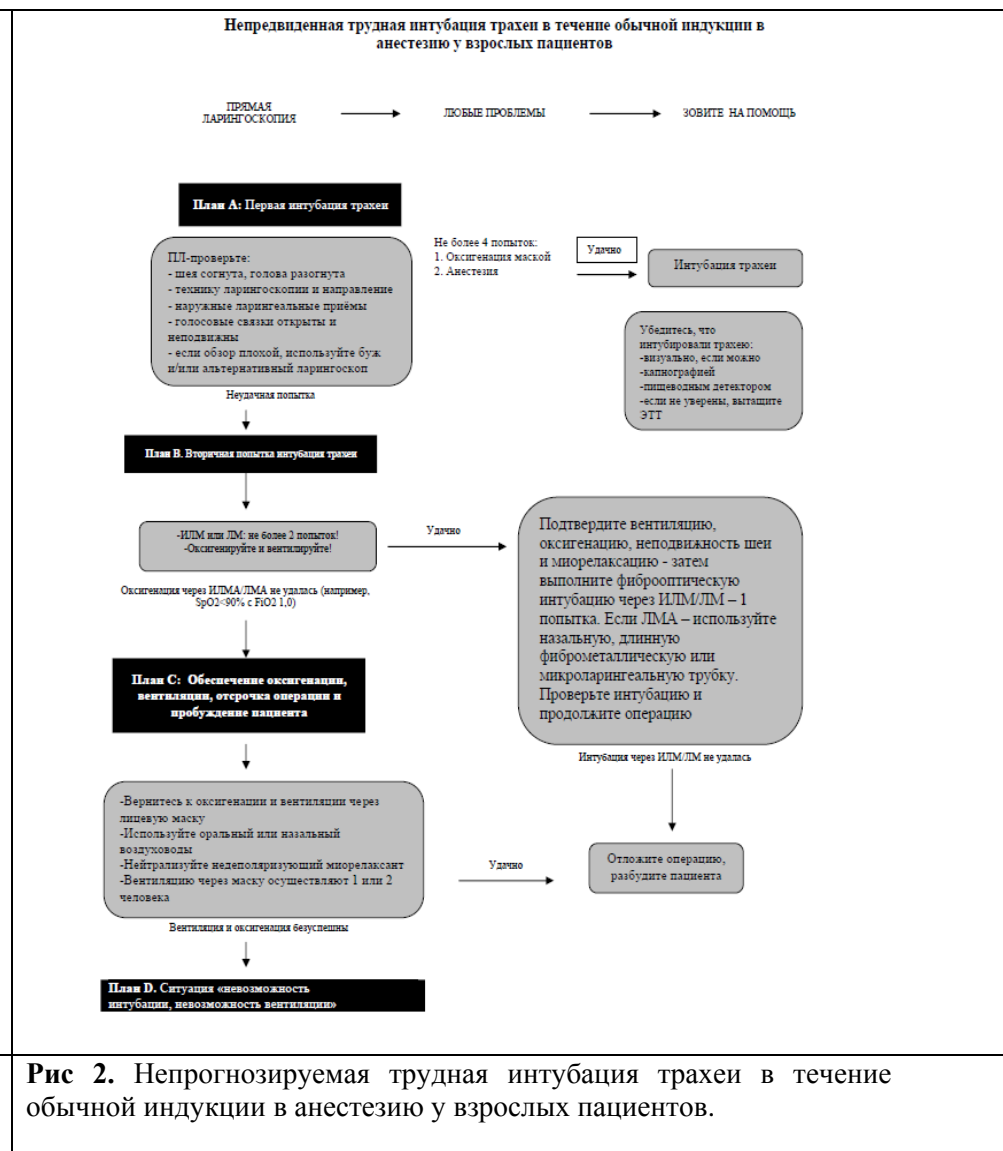 Непредвиденная трудная интубация трахеи в течение обычной индукции в
анестезию у взрослых пациентов
ПРЯМАЯ
ЛАРИНГОСКОПИЯ
ЛЮБЫЕ ПРОБЛЕМЫ
ЗОВИТЕ НА ПОМОЩЬ
План А: Первая интубация трахеи
ПЛ-проверьте:
- шея согнута, голова разогнута
- технику ларингоскопии и направление
- наружные ларингеальные приёмы
- голосовые связки открыты и
неподвижны
- если обзор плохой, используйте буж
и/или альтернативный ларингоскоп
Не более 4 попыток:
1. Оксигенация маской
2. Анестезия
Удачно
Интубация трахеи
Убедитесь, что
интубировали трахею:
-визуально, если можно
-капнографией
-пищеводным детектором
-если не уверены, вытащите
ЭТТ
Неудачная попытка
План В. Вторичная попытка интубация трахеи
-ИЛМ или ЛМ: не более 2 попыток!
-Оксигенируйте и вентилируйте!
Удачно
Подтвердите вентиляцию,
оксигенацию, неподвижность шеи
и миорелаксацию - затем
выполните фиброоптическую
интубацию через ИЛМ/ЛМ – 1
попытка. Если ЛМА – используйте
назальную, длинную
фиброметаллическую или
микроларингеальную трубку.
Проверьте интубацию и
продолжите операцию
Оксигенация через ИЛМА/ЛМА не удалась (например,
SpO2<90% с FiO2 1,0)
План С: Обеспечение оксигенации,
вентиляции, отсрочка операции и
пробуждение пациента
Интубация через ИЛМ/ЛМ не удалась
-Вернитесь к оксигенации и вентиляции через
лицевую маску
-Используйте оральный или назальный
воздуховоды
-Нейтрализуйте недеполяризующий миорелаксант
-Вентиляцию через маску осуществляют 1 или 2
человека
Удачно
Отложите операцию,
разбудите пациента
Вентиляция и оксигенация безуспешны
План D. Ситуация «невозможность
интубации, невозможность вентиляции»
Рис 2. Непрогнозируемая трудная интубация трахеи в течение
обычной индукции в анестезию у взрослых пациентов.